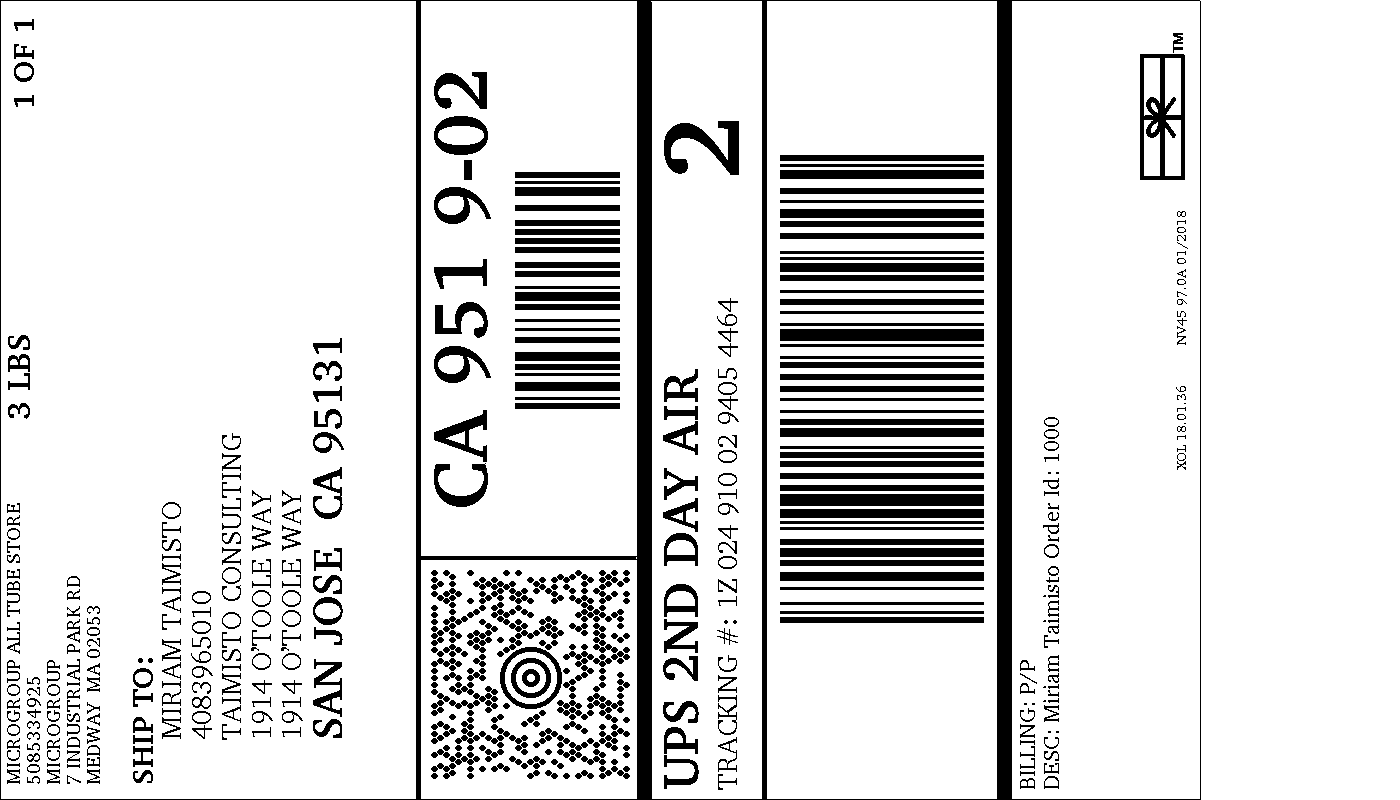 MICROGROUP ALL TUBE STORE
5085334925
MICROGROUP
7 INDUSTRIAL PARK RD
MEDWAY MA 02053
3 LBS
1 OF 1
SHIP TO:
MIRIAM TAIMISTO
4083965010
TAIMISTO CONSULTING
1914 O'TOOLE WAY
1914 O'TOOLE WAY
SAN JOSE CA 95131
CA 951 9-02
UPS 2ND DAY AIR
2
TRACKING #: 1Z 024 910 02 9405 4464
BILLING: P/P
DESC: Miriam Taimisto Order Id.: 1000
XOL 18.01.36 NV45 97.0A 01/2018
TM